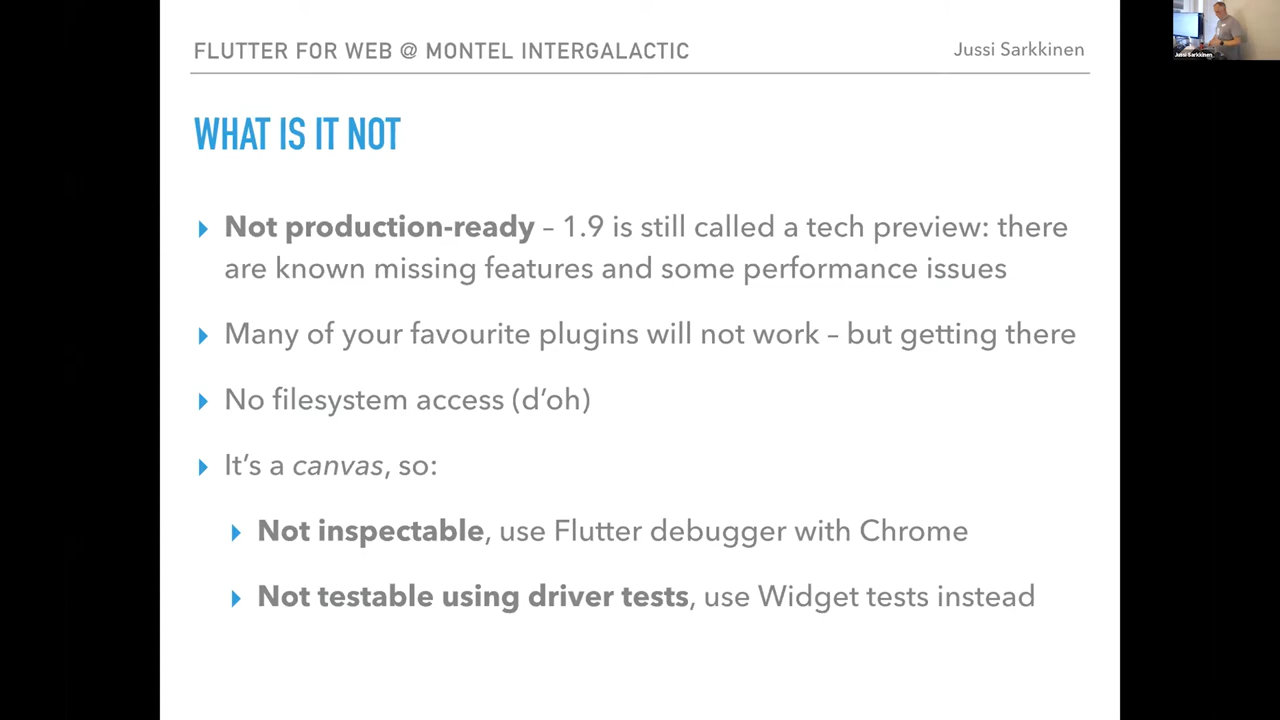 FLUTTER FOR WEB @ MONTEL INTERGALACTIC
Jussi Sarkkinen
WHAT IS IT NOT
Not production-ready – 1.9 is still called a tech preview: there
are known missing features and some performance issues
Many of your favourite plugins will not work – but getting there
No filesystem access (d’oh)
It’s a canvas, so:
Not inspectable, use Flutter debugger with Chrome
Not testable using driver tests, use Widget tests instead
Jussi Sarkkinen